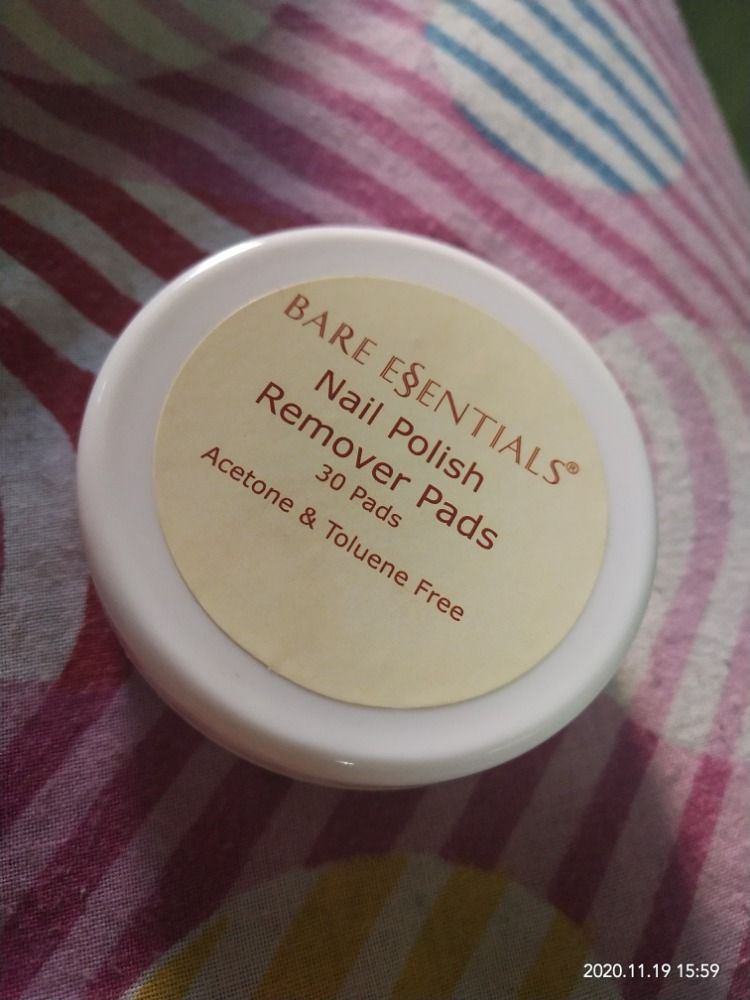 BARE ESSENTIALS®
Nail Polish
Remover Pads
30 Pads
Acetone & Toluene Free
2020.11.19 15:59